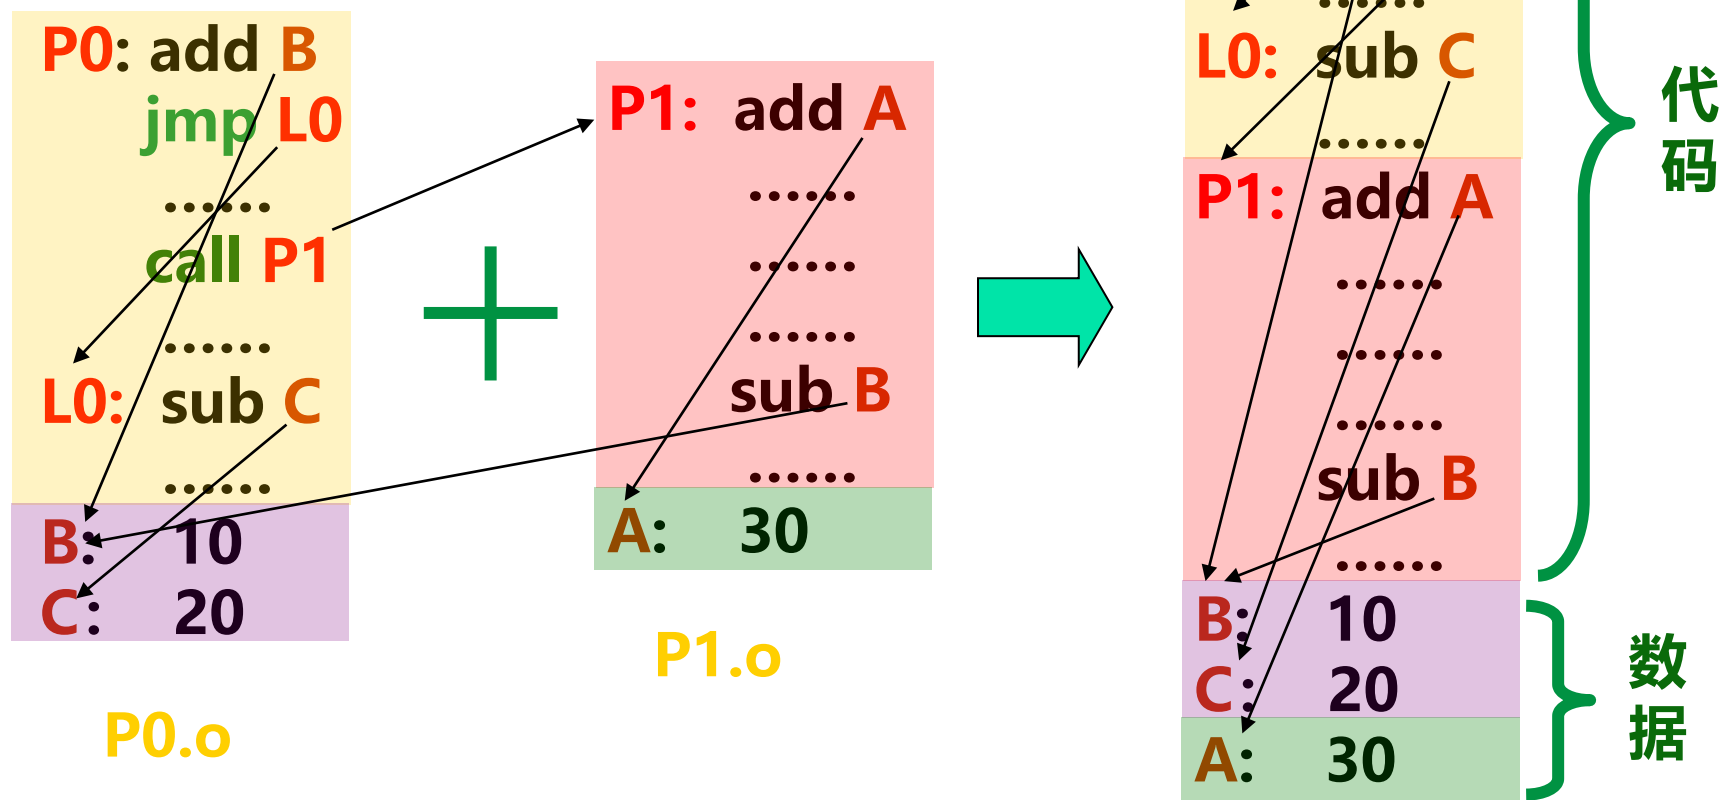 P0: add B
jmp L0
......
call P1
......
L0: sub C
......
B: 10
C: 20
P0.o
P1: add A
......
......
......
sub B
......
A: 30
P1.o
......
L0: sub C
......
P1: add A
......
......
......
sub B
......
B: 10
C: 20
A: 30
代码
数据